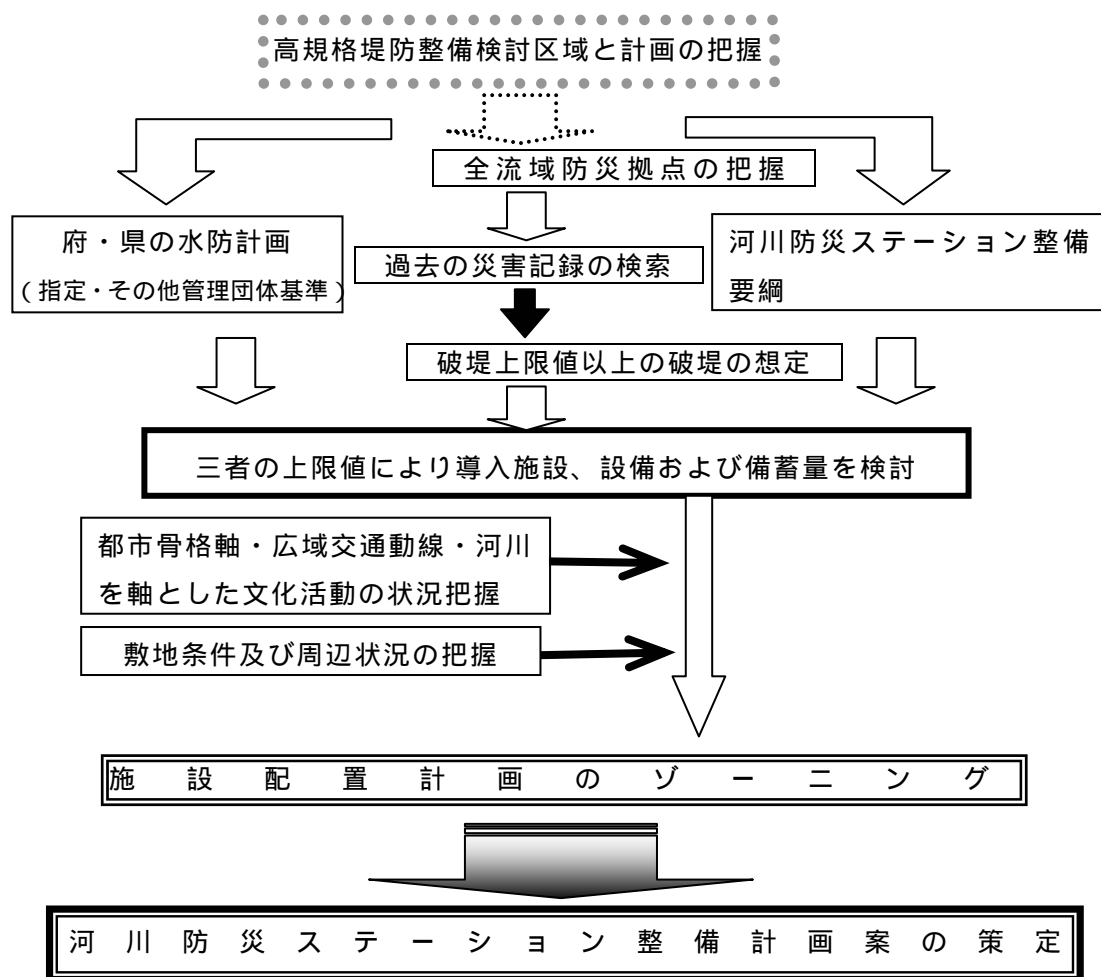 高規格堤防整備検討区域と計画の把握
全流域防災拠点の把握
府・県の水防計画
（指定・その他管理団体基準）
過去の災害記録の検索
河川防災ステーション整備
要綱
破堤上限値以上の破堤の想定
三者の上限値により導入施設、設備および備蓄量を検討
都市骨格軸・広域交通動線・河川
を軸とした文化活動の状況把握
敷地条件及び周辺状況の把握
施設配置計画のゾーニング
河川防災ステーション整備計画案の策定